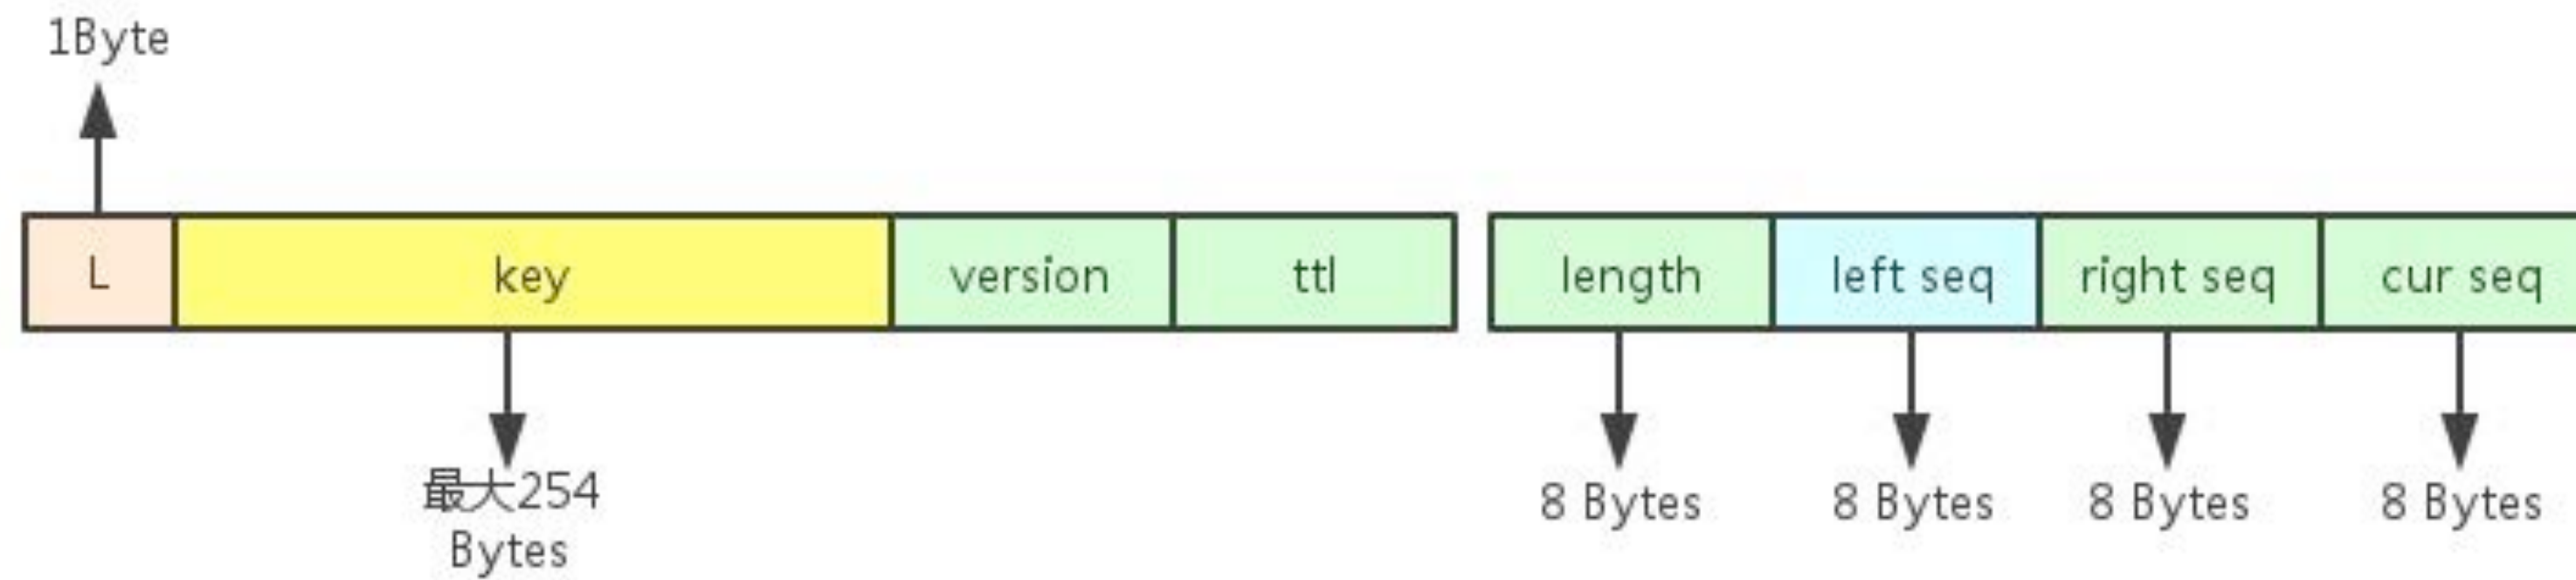 1Byte
L
key
version
ttl
length
left seq
right seq
cur seq
最大254
Bytes
8 Bytes
8 Bytes
8 Bytes
8 Bytes